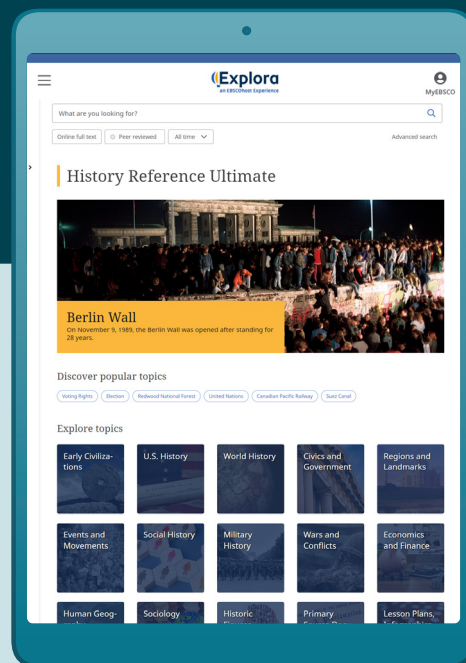 Explora
an EBSCOhost Experience
MyEBSCO
What are you looking for?
Online full text
Peer reviewed
All time
Advanced search
History Reference Ultimate
Berlin Wall
On November 9, 1989, the Berlin Wall was opened after standing for
28 years.
Discover popular topics
Voting Rights
Election
Redwood National Forest
United Nations
Canadian Pacific Railway
Suez Canal
Explore topics
Early Civiliza-
tions
U.S. History
World History
Civics and
Government
Regions and
Landmarks
Events and
Movements
Social History
Military
History
Wars and
Conflicts
Economics
and Finance
Human Geog-
Sociology
Historic
Primary
Lesson Plans,